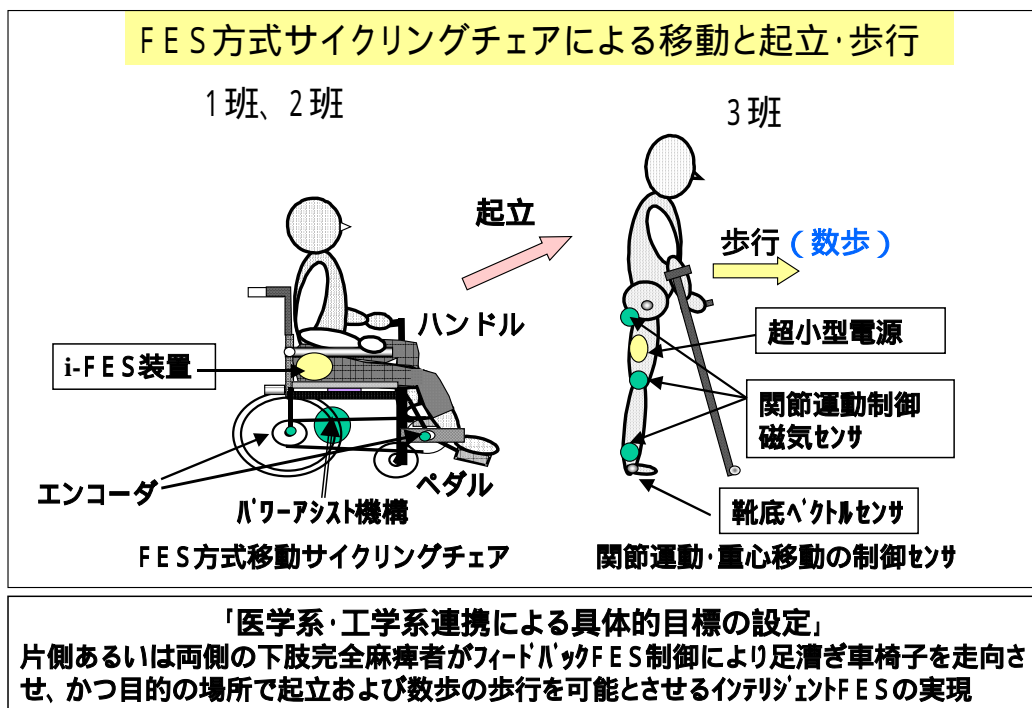 FES方式サイクリングチェアによる移動と起立・歩行
1班、2班
3班
起立
歩行(数歩)
ハンドル
超小型電源
i-FES装置
関節運動制御
磁気ｾﾝｻ
エンコーダ
ペダル
ﾊﾟﾜｰｱｼｽﾄ機構
靴底ﾍﾞｸﾄﾙｾﾝｻ
FES方式移動サイクリングチェア
関節運動・重心移動の制御ｾﾝｻ
「医学系・工学系連携による具体的目標の設定」
片側あるいは両側の下肢完全麻痺者がﾌｨｰﾄﾞﾊﾞｯｸFES制御により足漕ぎ車椅子を走向さ
せ、かつ目的の場所で起立および数歩の歩行を可能とさせるｲﾝﾃﾘｼﾞｪﾝﾄFESの実現